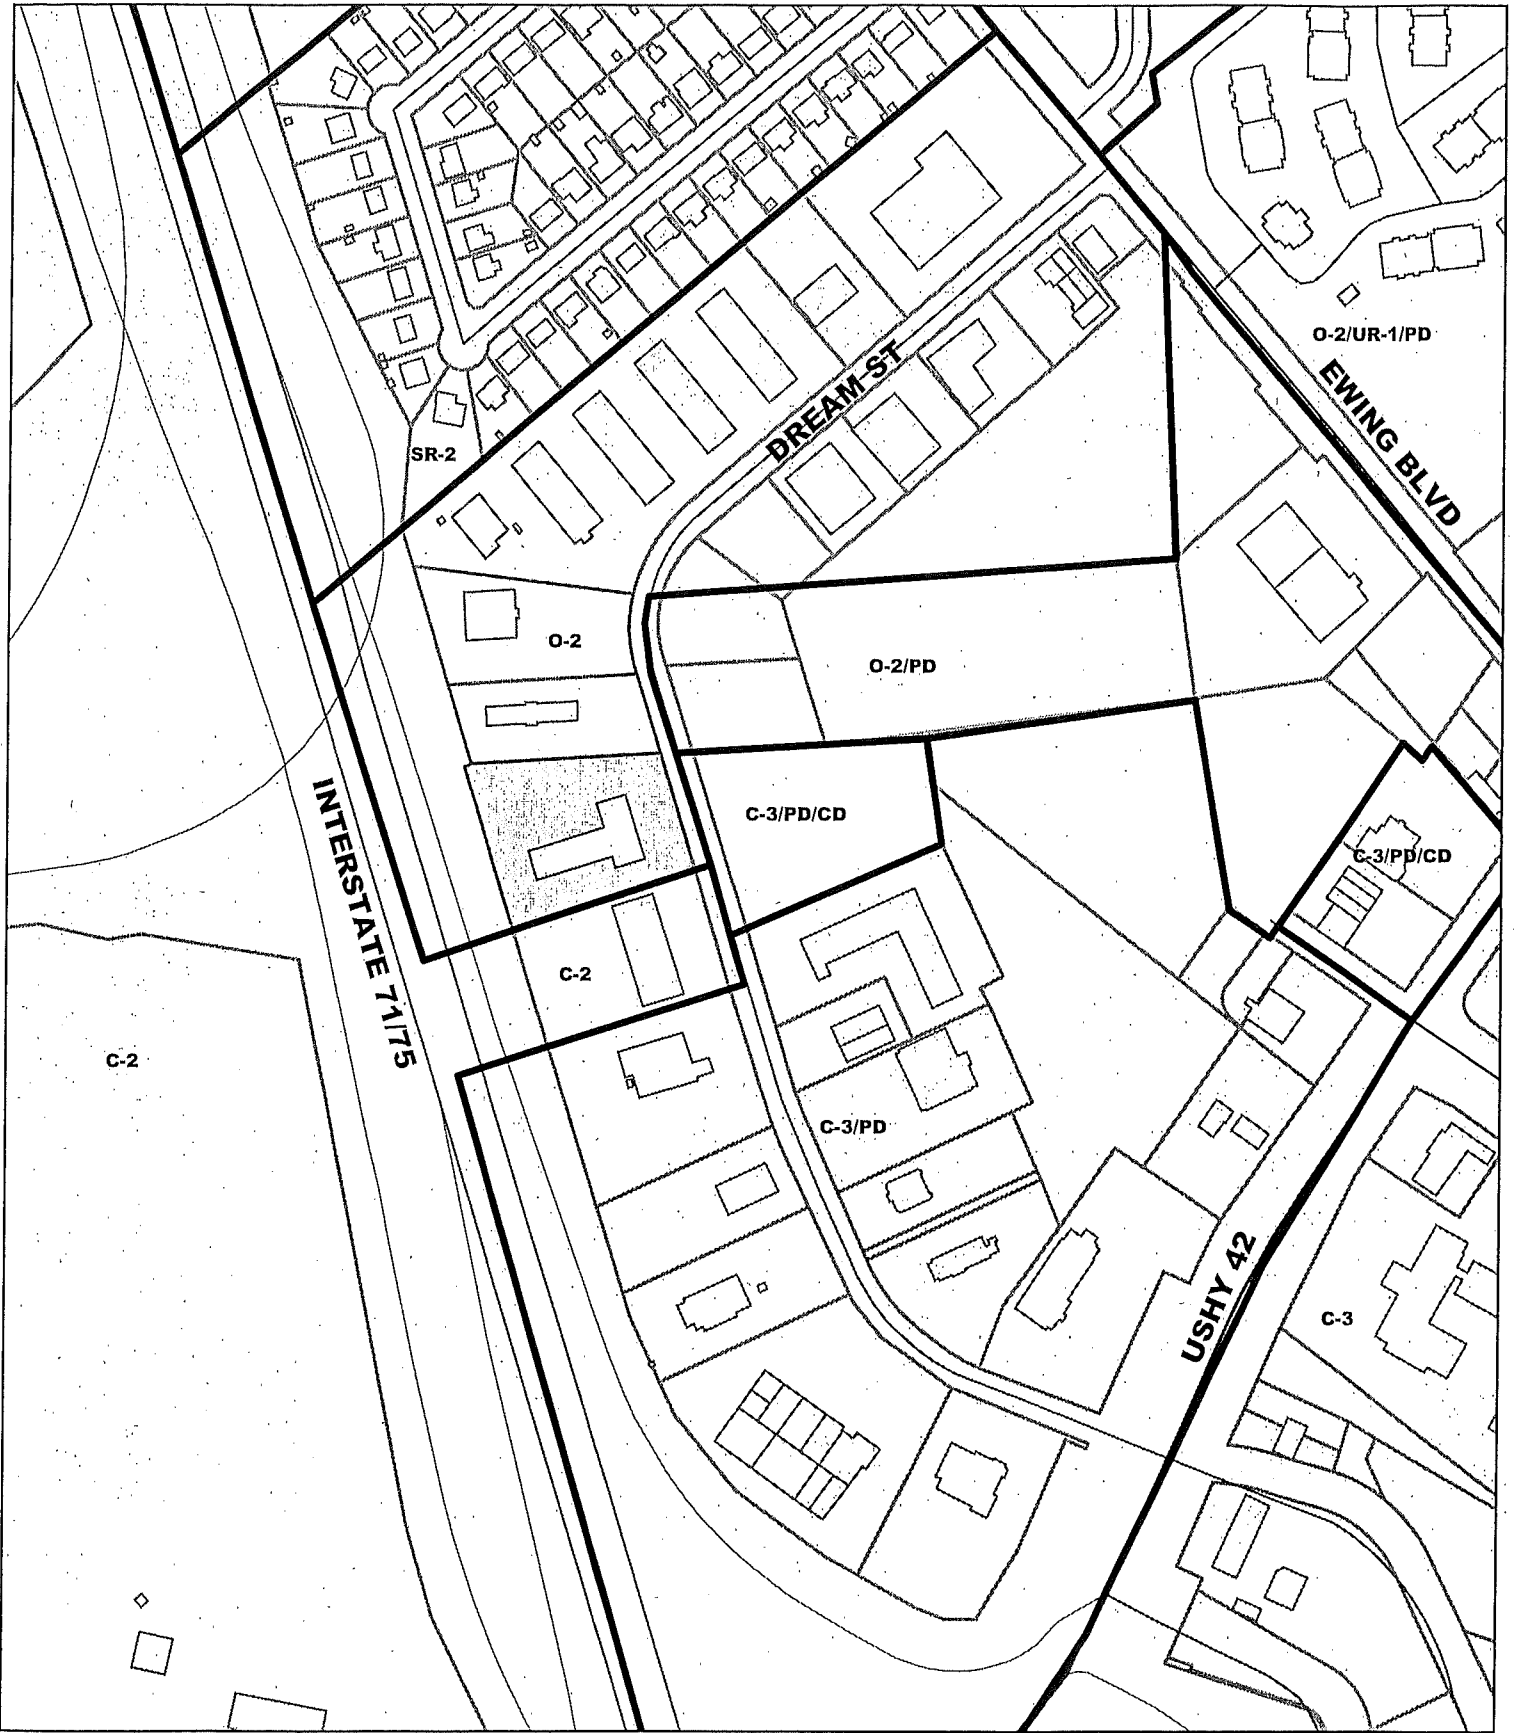 O-2/UR-1/PD
EWING BLVD
DREAM ST
SR-2
O-2
O-2/PD
INTERSTATE 71/75
C-3/PD/CD
C-3/PD/CD
C-2
C-2
C-3/PD
USHY 42
C-3